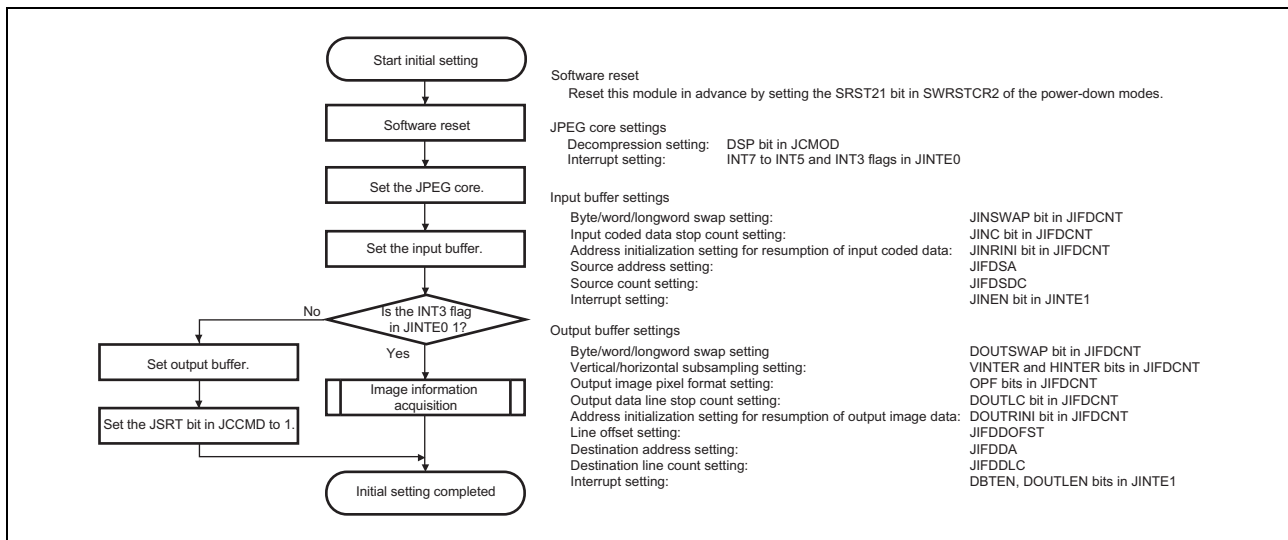 Start initial setting
Software reset
Set the JPEG core.
Set the input buffer.
Is the INT3 flag
in JINTE0 1?
No
Yes
Set output buffer.
Set the JSRT bit in JCCMD to 1.
Image information
acquisition
Initial setting completed
Software reset
Reset this module in advance by setting the SRST21 bit in SWRSTCR2 of the power-down modes.
JPEG core settings
Decompression setting: DSP bit in JCMOD
Interrupt setting: INT7 to INT5 and INT3 flags in JINTE0
Input buffer settings
Byte/word/longword swap setting: JINSWAP bit in JIFDCNT
Input coded data stop count setting: JINC bit in JIFDCNT
Address initialization setting for resumption of input coded data: JINRINI bit in JIFDCNT
Source address setting: JIFDSA
Source count setting: JIFDSDC
Interrupt setting: JINEN bit in JINTE1
Output buffer settings
Byte/word/longword swap setting DOUTSWAP bit in JIFDCNT
Vertical/horizontal subsampling setting: VINTER and HINTER bits in JIFDCNT
Output image pixel format setting: OPF bits in JIFDCNT
Output data line stop count setting: DOUTLC bit in JIFDCNT
Address initialization setting for resumption of output image data: DOUTRINI bit in JIFDCNT
Line offset setting: JIFDDOFST
Destination address setting: JIFDDA
Destination line count setting: JIFDDLC
Interrupt setting: DBTEN, DOUTLEN bits in JINTE1